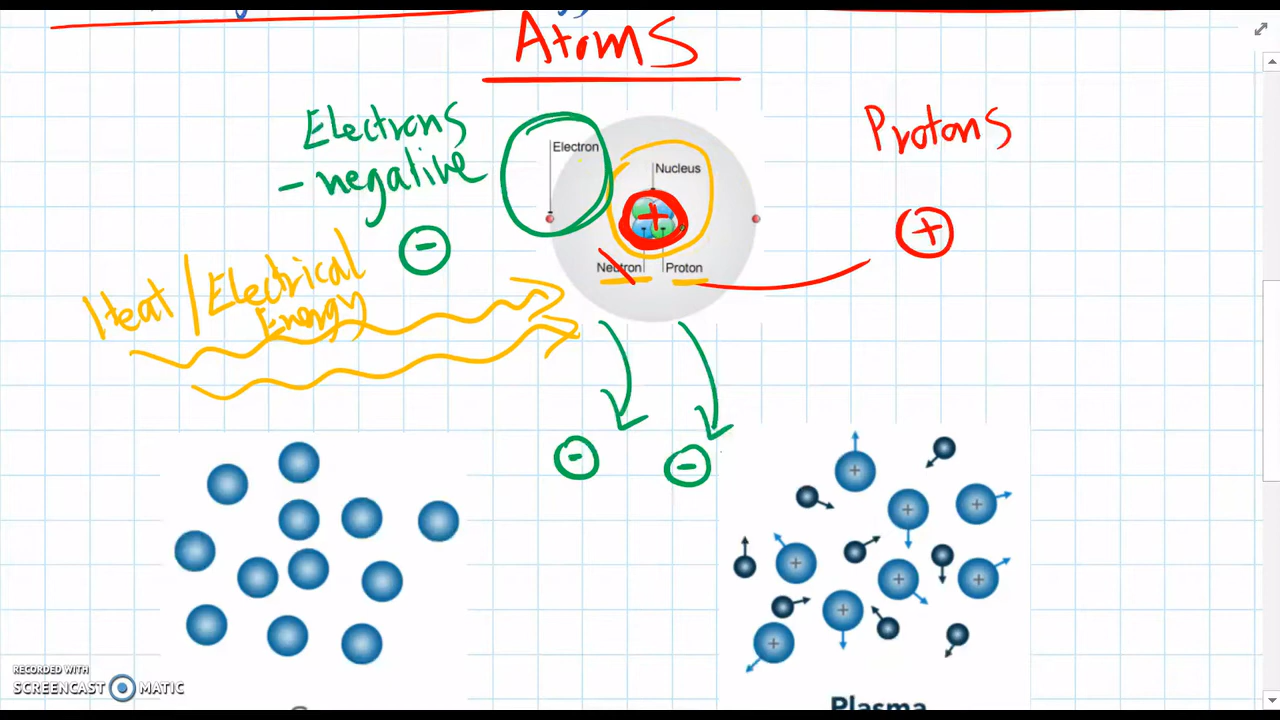 Atoms
Electrons
- negative
Protons
Electron
Nucleus
+
+
-
Neutron
Proton
Heat / Electrical
Energy
-
-
+
+
+
+
+
+
+
+
RECORDED WITH
SCREENCAST MATIC
Plasma